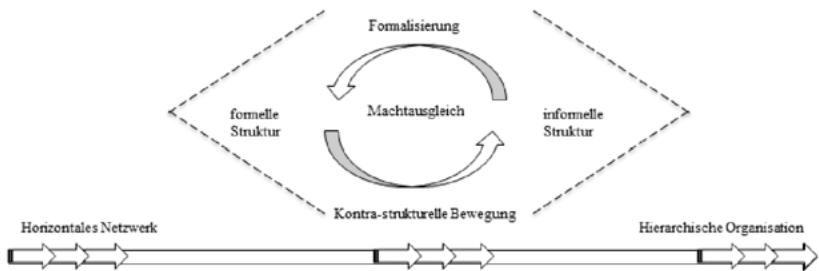 Formalisierung
formelle
Struktur
Machtausgleich
informelle
Struktur
Kontra-strukturelle Bewegung
Horizontales Netzwerk
Hierarchische Organisation